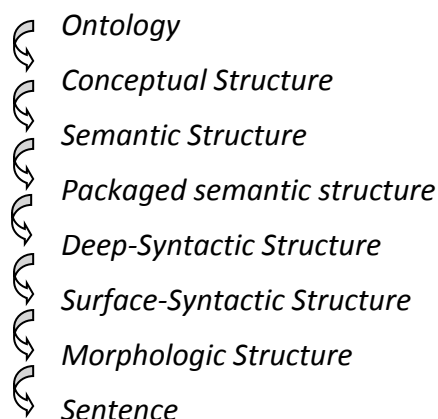 Ontology
Conceptual Structure
Semantic Structure
Packaged semantic structure
Deep-Syntactic Structure
Surface-Syntactic Structure
Morphologic Structure
Sentence